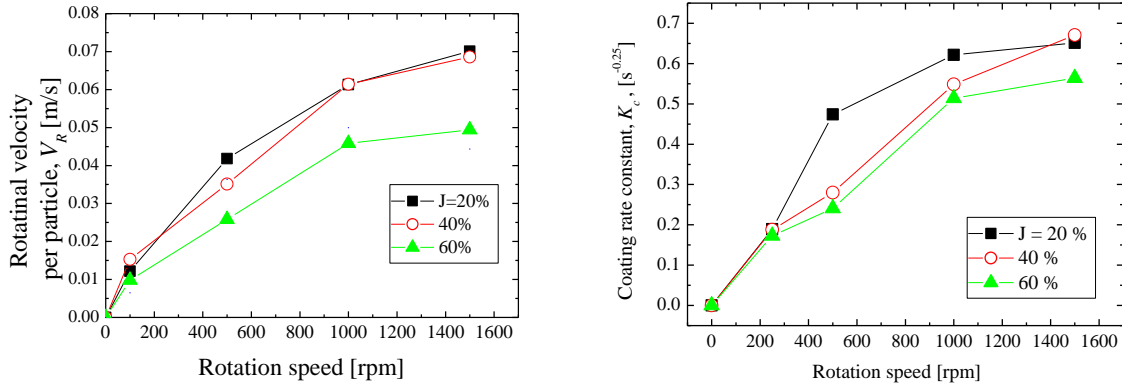 0.08
0.07
0.06
0.05
0.04
0.03
0.02
0.01
0.00
0 200 400 600 800 1000 1200 1400 1600
Rotatinal velocity
per particle, V_R [m/s]
Rotation speed [rpm]
J=20%
40%
60%
0.7
0.6
0.5
0.4
0.3
0.2
0.1
0.0
0 200 400 600 800 1000 1200 1400 1600
Coating rate constant, K_c, [s^-0.25]
Rotation speed [rpm]
J = 20 %
40 %
60 %